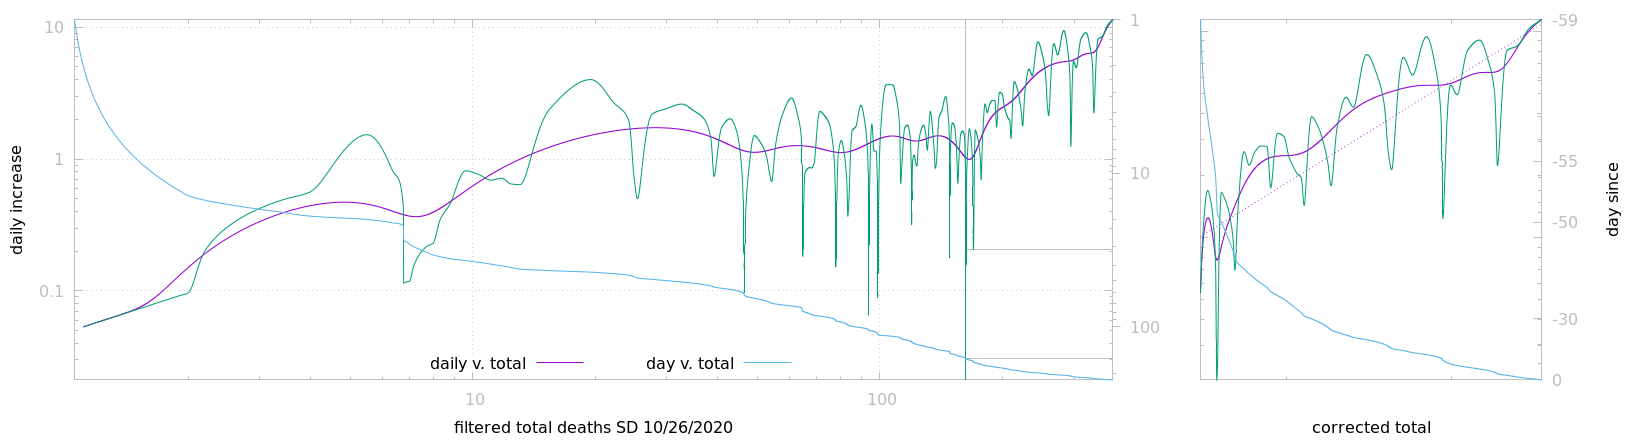 10
1
0.1
daily increase
daily v. total
day v. total
10
100
filtered total deaths SD 10/26/2020
1
10
100
-59
-55
-50
-30
0
day since
corrected total